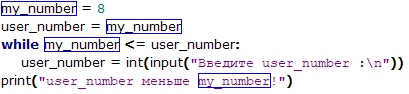 my_number = 8
user_number = my_number
while my_number <= user_number:
    user_number = int(input("Введите user_number :\n"))
print("user_number меньше my_number!")